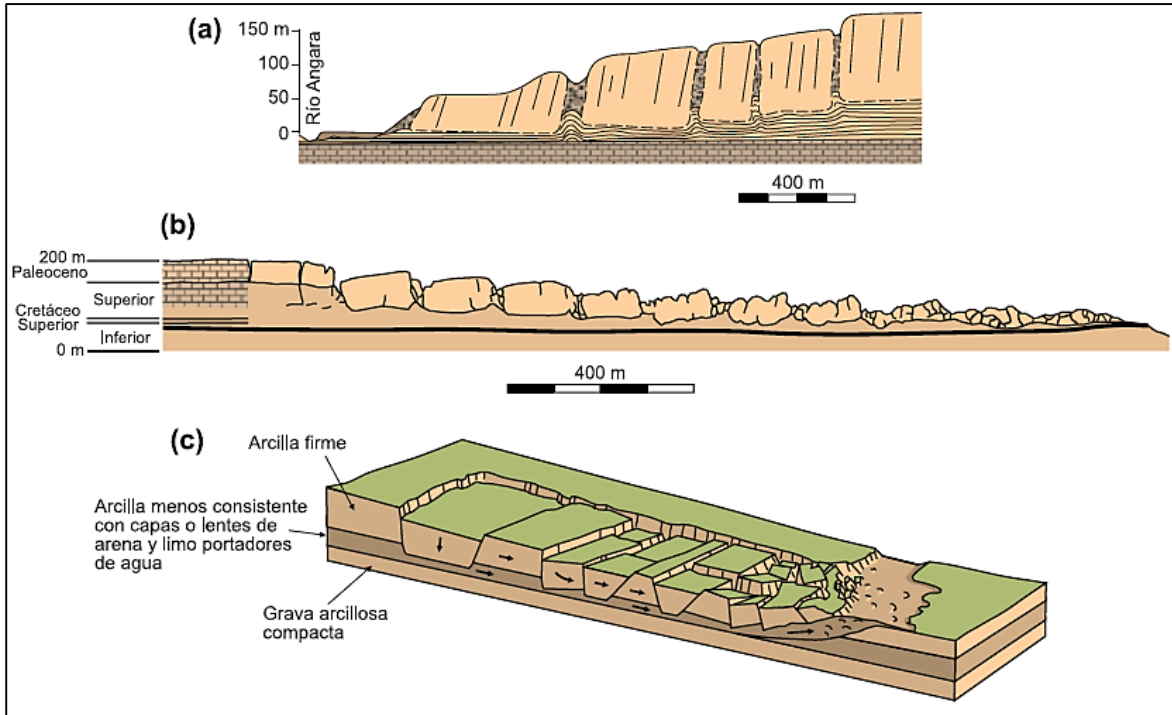 (a)
150 m
100
50
0
Río Angara
400 m
(b)
200 m
Paleoceno
Superior
Cretáceo
Superior
Inferior
0 m
400 m
(c)
Arcilla firme
Arcilla menos consistente
con capas o lentes de
arena y limo portadores
de agua
Grava arcillosa
compacta